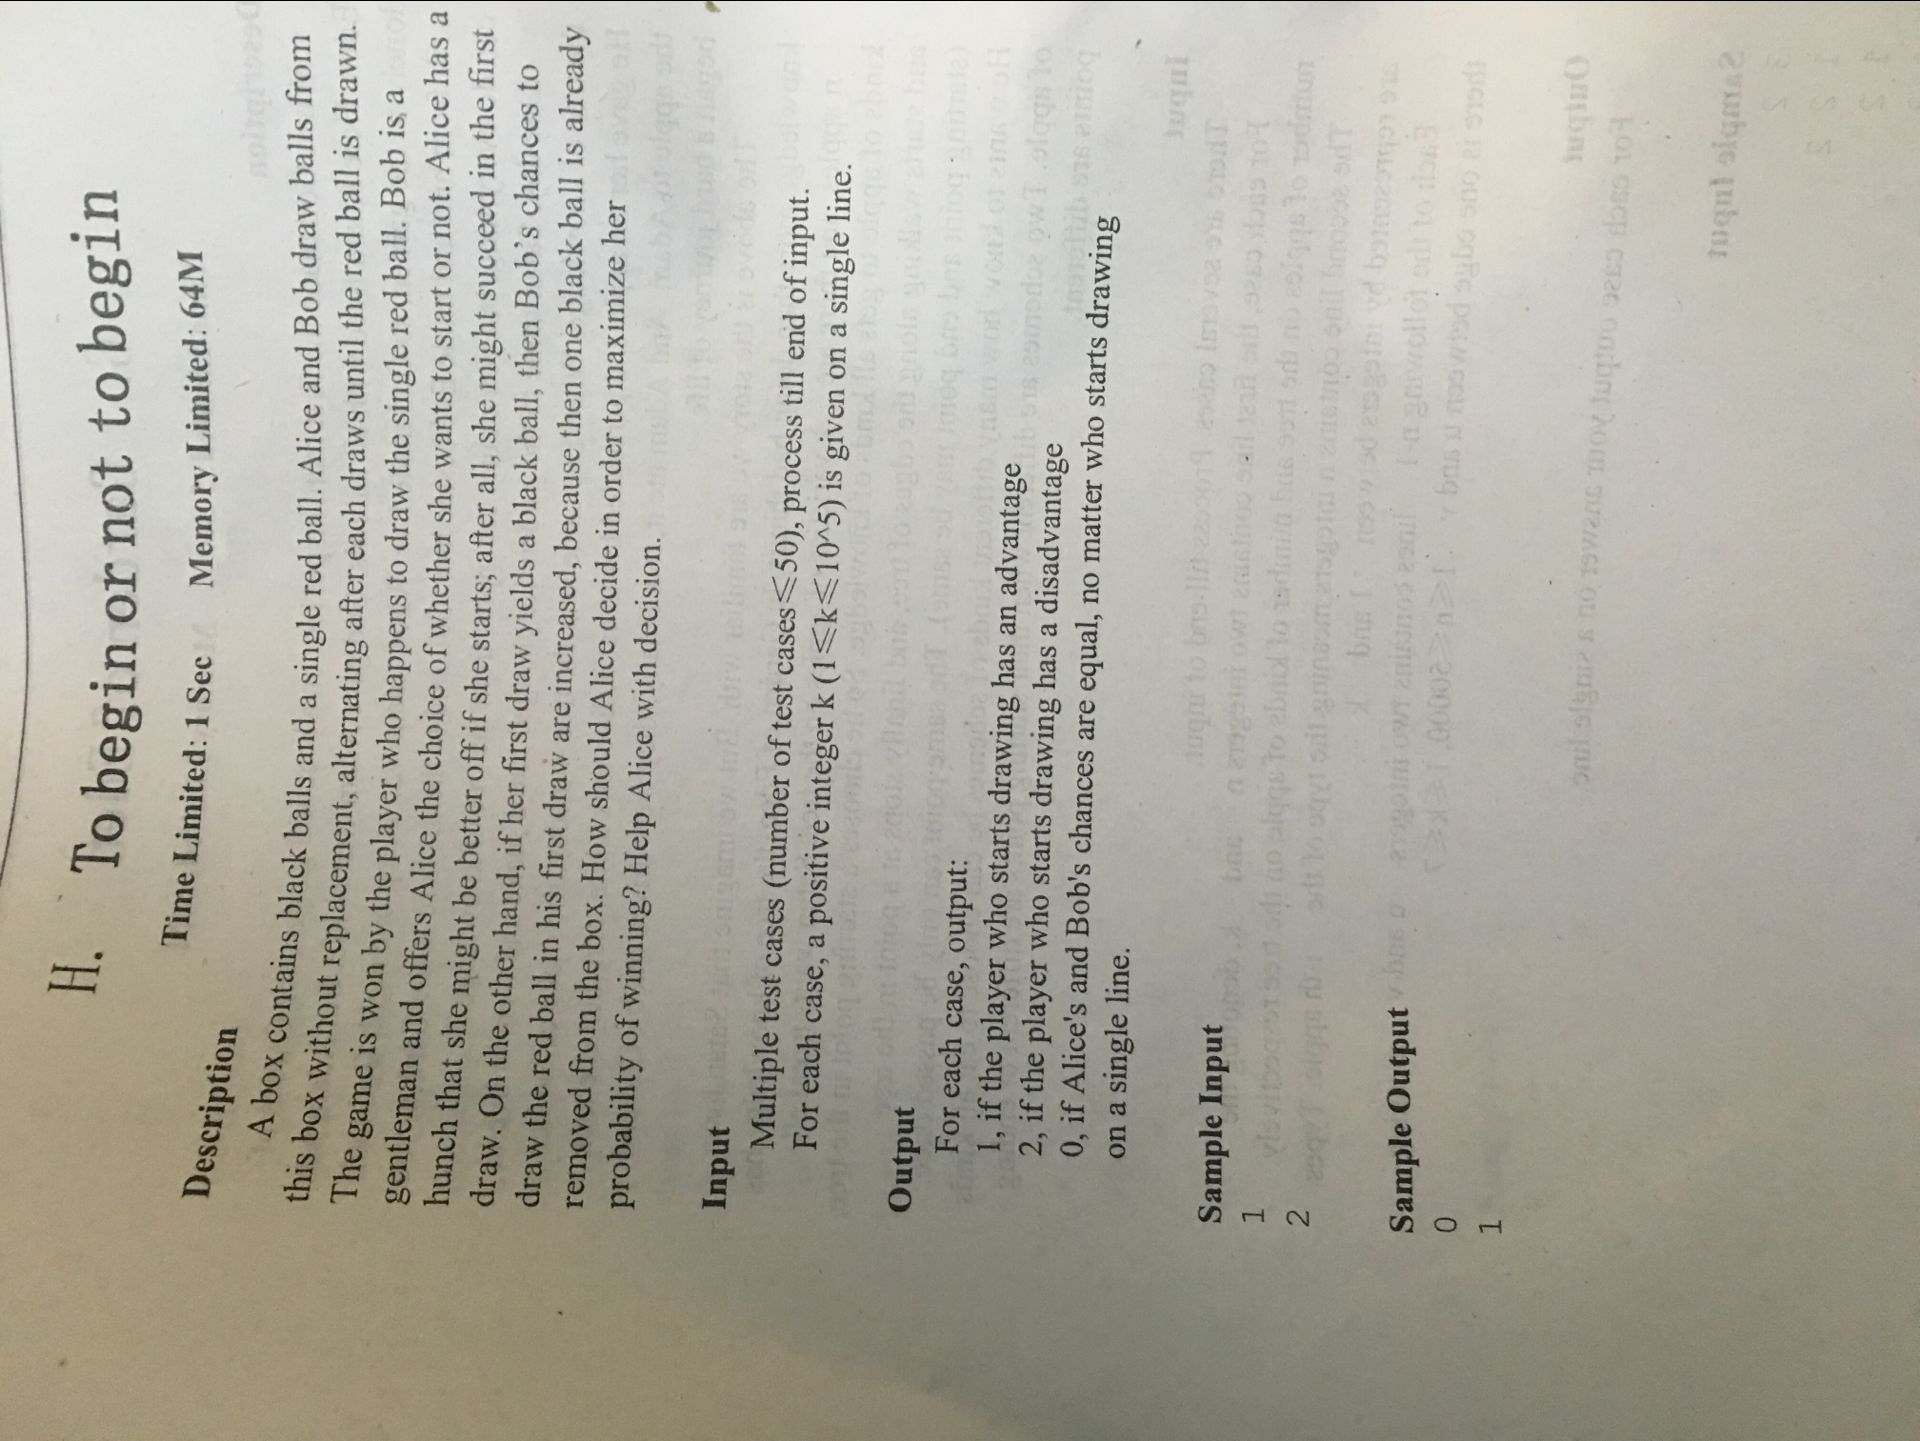 H. To begin or not to begin
Time Limited: 1 Sec Memory Limited: 64M
Description
A box contains black balls and a single red ball. Alice and Bob draw balls from
this box without replacement, alternating after each draws until the red ball is drawn.
The game is won by the player who happens to draw the single red ball. Bob is a
gentleman and offers Alice the choice of whether she wants to start or not. Alice has a
hunch that she might be better off if she starts; after all, she might succeed in the first
draw. On the other hand, if her first draw yields a black ball, then Bob's chances to
draw the red ball in his first draw are increased, because then one black ball is already
removed from the box. How should Alice decide in order to maximize her
probability of winning? Help Alice with decision.
Input
Multiple test cases (number of test cases≤50), process till end of input.
For each case, a positive integer k (1≤k≤10^5) is given on a single line.
Output
For each case, output:
1, if the player who starts drawing has an advantage
2, if the player who starts drawing has a disadvantage
0, if Alice's and Bob's chances are equal, no matter who starts drawing
on a single line.
Sample Input
1
2
Sample Output
0
1